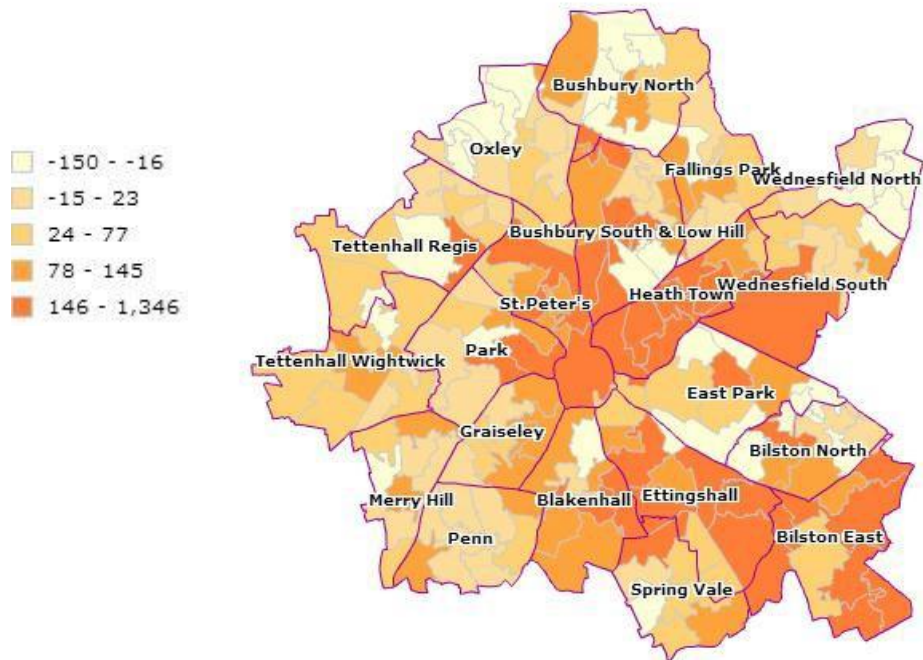 -150 - -16
-15 - 23
24 - 77
78 - 145
146 - 1,346
Bushbury North
Oxley
Fallings Park
Wednesfield North
Bushbury South & Low Hill
Tettenhall Regis
Heath Town
Wednesfield South
St.Peter's
Park
Tettenhall Wightwick
East Park
Graiseley
Bilston North
Merry Hill
Blakenhall
Ettingshall
Penn
Bilston East
Spring Vale